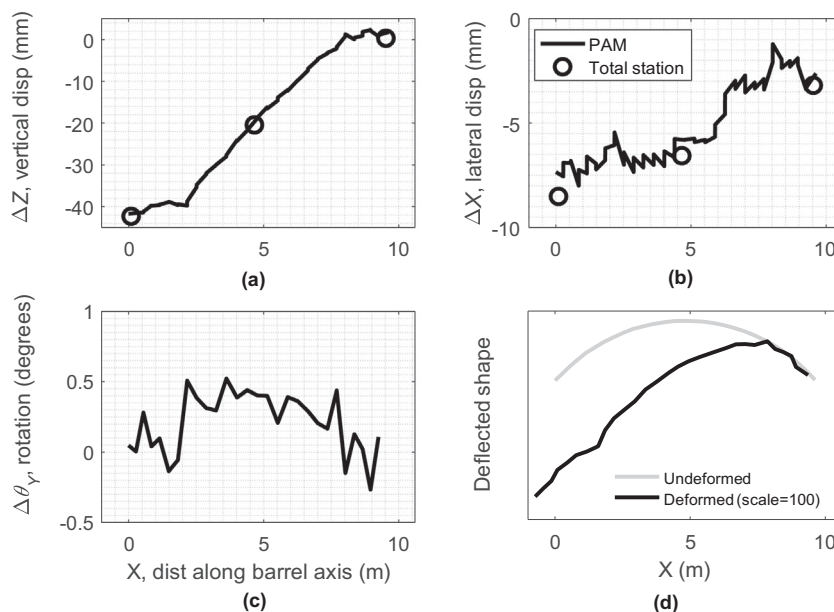 ΔZ, vertical disp (mm)
0
-20
-40
0
5
10
(a)
ΔX, lateral disp (mm)
0
-5
-10
PAM
Total station
0
5
10
(b)
Δθ_Y, rotation (degrees)
1
0.5
0
-0.5
0
5
10
X, dist along barrel axis (m)
(c)
Deflected shape
Undeformed
Deformed (scale=100)
0
5
10
X (m)
(d)